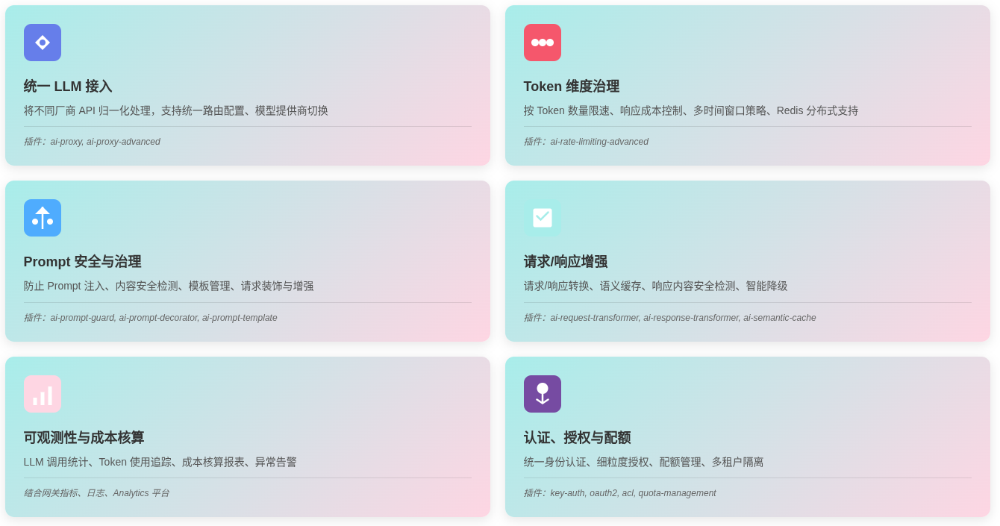 统一 LLM 接入
将不同厂商 API 归一化处理，支持统一路由配置、模型提供商切换
插件：ai-proxy, ai-proxy-advanced
Token 维度治理
按 Token 数量限速、响应成本控制、多时间窗口策略、Redis 分布式支持
插件：ai-rate-limiting-advanced
Prompt 安全与治理
防止 Prompt 注入、内容安全检测、模板管理、请求装饰与增强
插件：ai-prompt-guard, ai-prompt-decorator, ai-prompt-template
请求/响应增强
请求/响应转换、语义缓存、响应内容安全检测、智能降级
插件：ai-request-transformer, ai-response-transformer, ai-semantic-cache
可观测性与成本核算
LLM 调用统计、Token 使用追踪、成本核算报表、异常告警
结合网关指标、日志、Analytics 平台
认证、授权与配额
统一身份认证、细粒度授权、配额管理、多租户隔离
插件：key-auth, oauth2, acl, quota-management